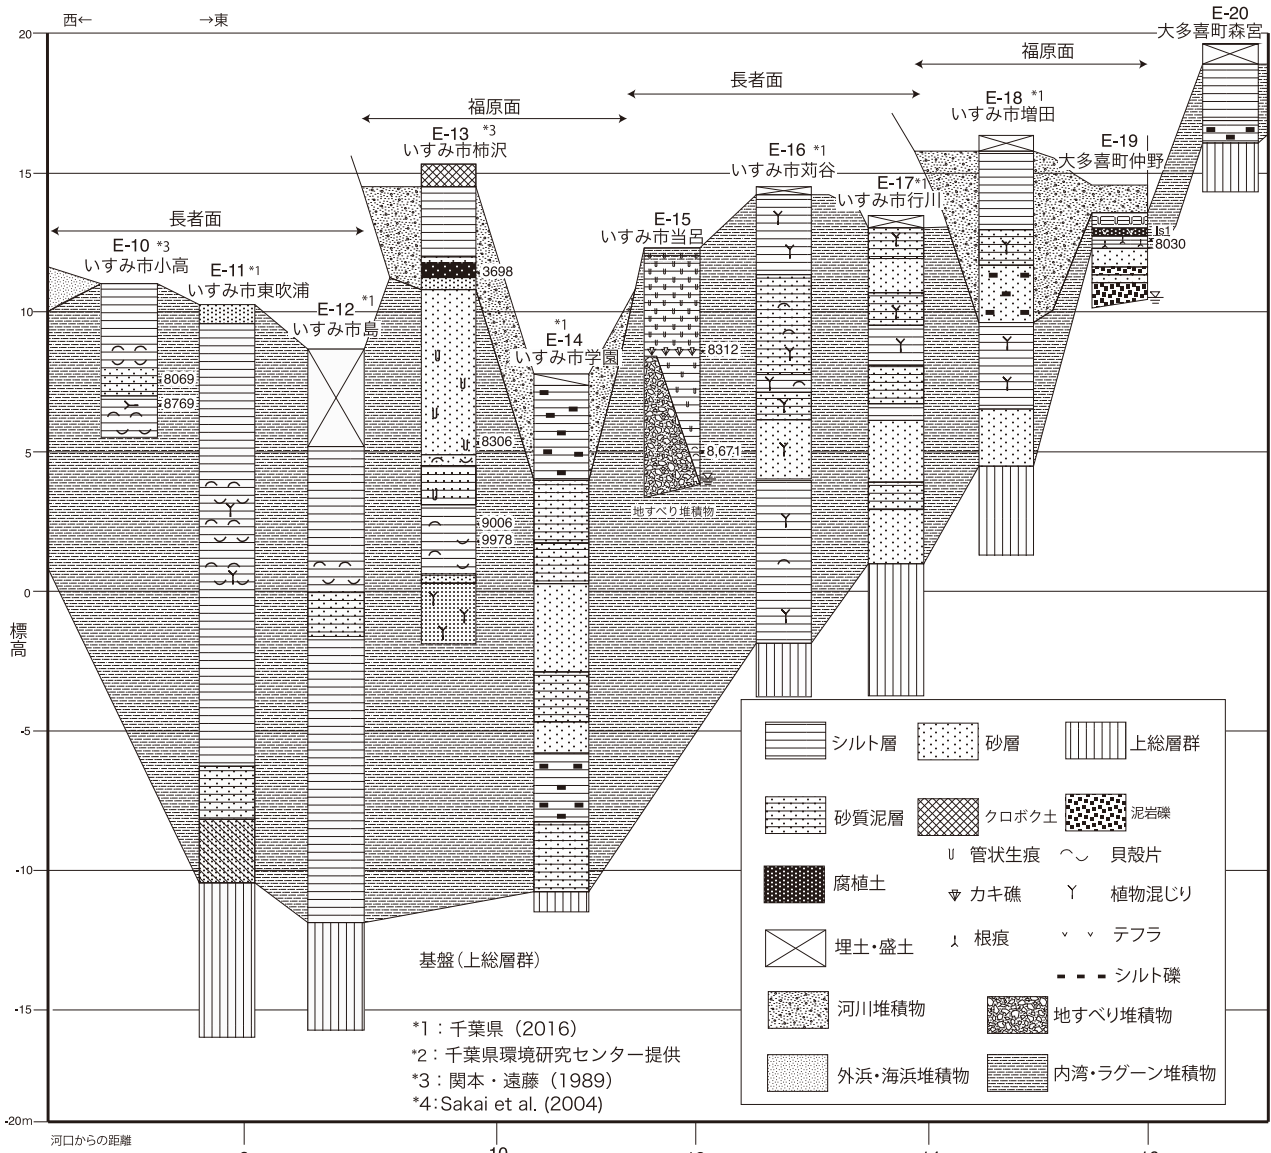 西← →東
E-20
大多喜町森宮
20
福原面
長者面
福原面
E-18 *1
いすみ市増田
E-13 *3
いすみ市柿沢
E-16 *1
いすみ市苅谷
E-19
大多喜町仲野
15
E-17 *1
いすみ市行川
長者面
E-15
いすみ市当呂
Is1
8030
E-10 *3
いすみ市小高
E-11 *1
いすみ市東吹浦
3698
E-12 *1
いすみ市島
10
*1
E-14
いすみ市学園
8312
8069
8769
8306
8,671
5
地すべり堆積物
9006
9978
0
標高
-5
シルト層
砂層
上総層群
砂質泥層
クロボク土
泥岩礫
管状生痕
貝殻片
-10
腐植土
カキ礁
植物混じり
根痕
テフラ
埋土・盛土
基盤(上総層群)
シルト礫
-15
河川堆積物
地すべり堆積物
*1：千葉県（2016）
*2：千葉県環境研究センター提供
外浜・海浜堆積物
内湾・ラグーン堆積物
*3：関本・遠藤（1989）
*4:Sakai et al. (2004)
-20m
河口からの距離
10